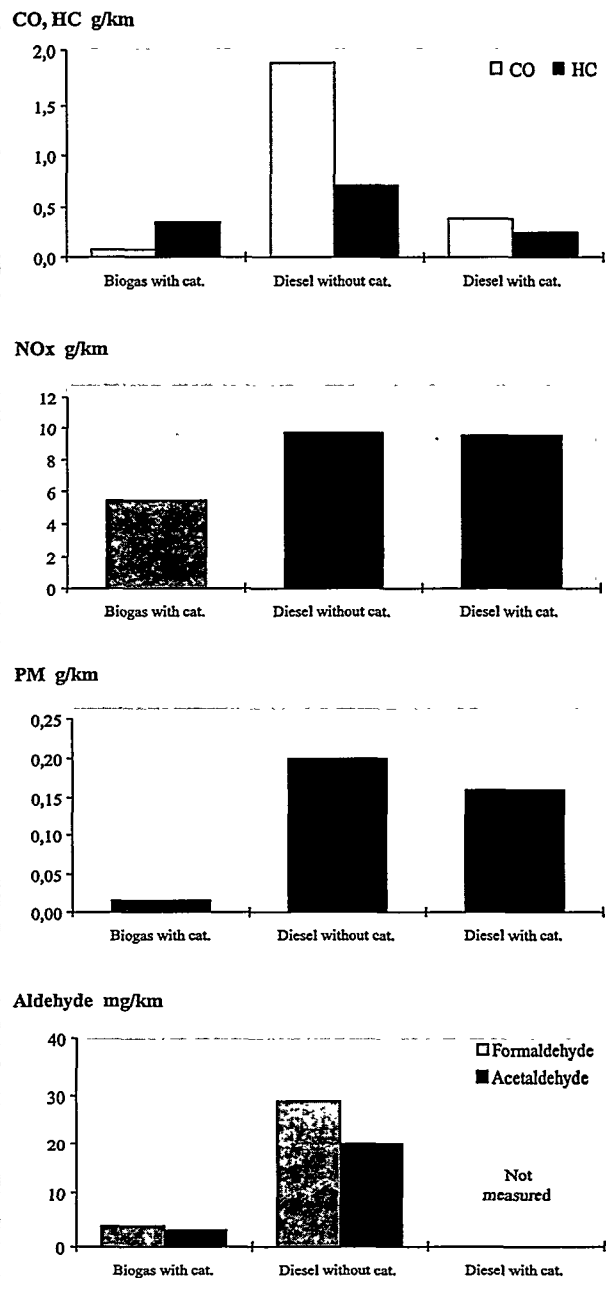 CO, HC g/km
2,0
CO HC
1,5
1,0
0,5
0,0
Biogas with cat. Diesel without cat. Diesel with cat.
NOx g/km
12
10
8
6
4
2
0
Biogas with cat. Diesel without cat. Diesel with cat.
PM g/km
0,25
0,20
0,15
0,10
0,05
0,00
Biogas with cat. Diesel without cat. Diesel with cat.
Aldehyde mg/km
40
Formaldehyde
Acetaldehyde
30
20
Not
measured
10
0
Biogas with cat. Diesel without cat. Diesel with cat.